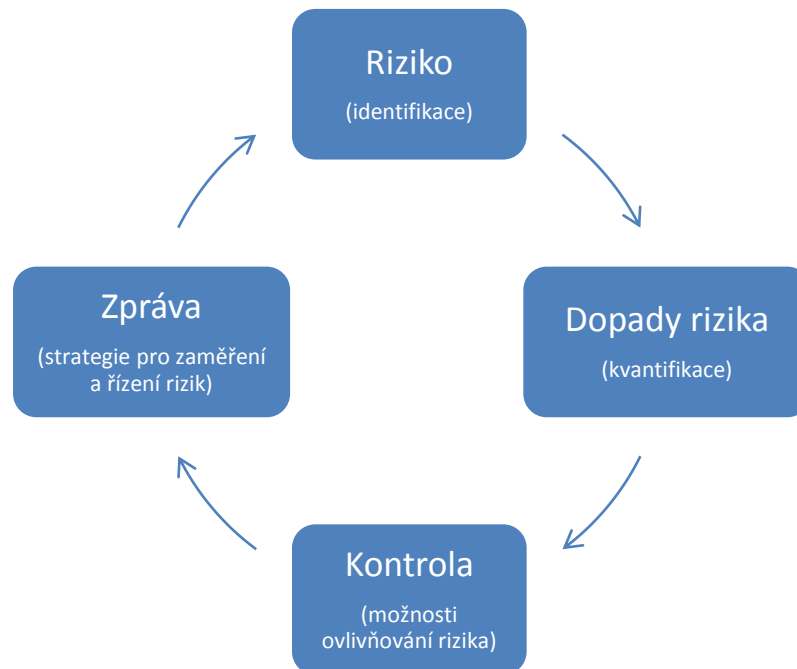 Riziko
(identifikace)
Dopady rizika
(kvantifikace)
Kontrola
(možnosti
ovlivňování rizika)
Zpráva
(strategie pro zaměření
a řízení rizik)